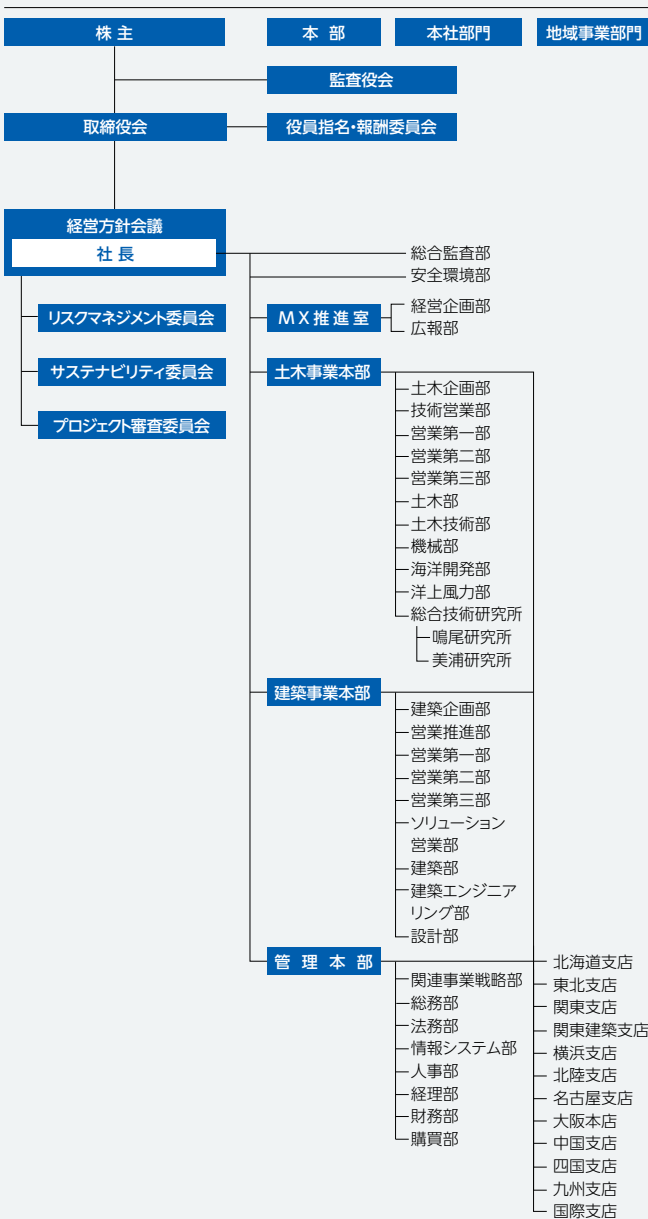 株 主
本 部
本社部門
地域事業部門
監査役会
取締役会
役員指名・報酬委員会
経営方針会議
社 長
リスクマネジメント委員会
サステナビリティ委員会
プロジェクト審査委員会
総合監査部
安全環境部
MX推進室
経営企画部
広報部
土木事業本部
土木企画部
技術営業部
営業第一部
営業第二部
営業第三部
土木部
土木技術部
機械部
海洋開発部
洋上風力部
総合技術研究所
鳴尾研究所
美浦研究所
建築事業本部
建築企画部
営業推進部
営業第一部
営業第二部
営業第三部
ソリューション
営業部
建築部
建築エンジニア
リング部
設計部
管 理 本 部
関連事業戦略部
総務部
法務部
情報システム部
人事部
経理部
財務部
購買部
北海道支店
東北支店
関東支店
関東建築支店
横浜支店
北陸支店
名古屋支店
大阪本店
中国支店
四国支店
九州支店
国際支店